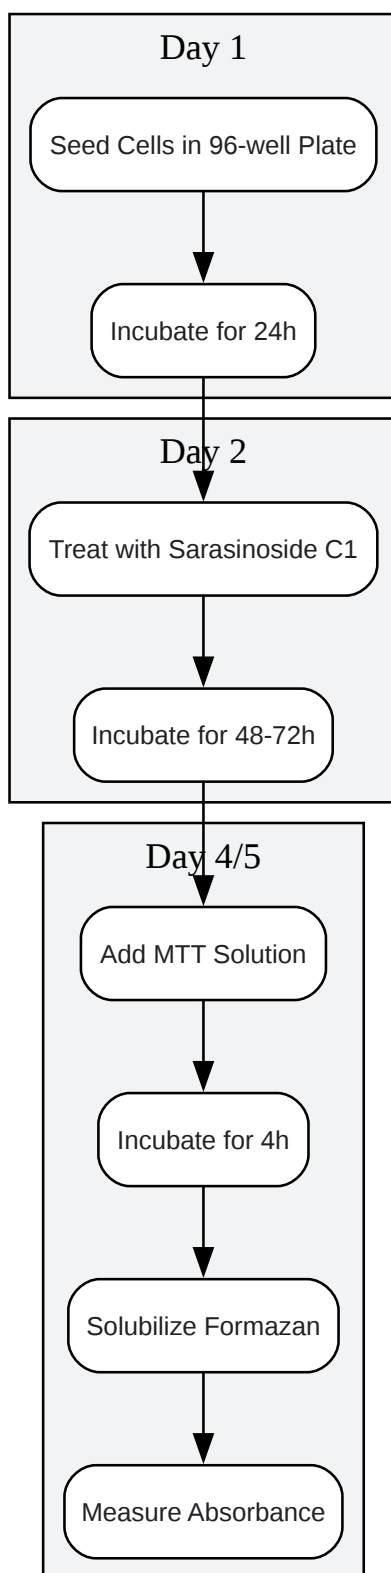 Day 1
Seed Cells in 96-well Plate
Incubate for 24h
Day 2
Treat with Sarasinoside C1
Incubate for 48-72h
Day 4/5
Add MTT Solution
Incubate for 4h
Solubilize Formazan
Measure Absorbance